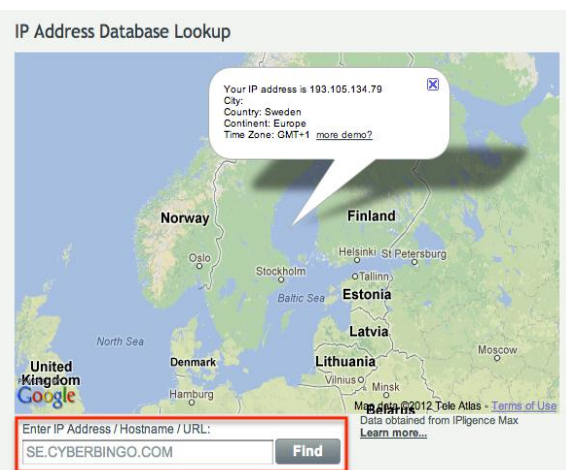 IP Address Database Lookup
Your IP address is 193.105.134.79
City:
Country: Sweden
Continent: Europe
Time Zone: GMT+1 more demo?
Norway
Finland
Oslo
Helsinki St Petersburg
Stockholm
Tallinn
Baltic Sea
Estonia
North Sea
Latvia
Moscow
Denmark
Lithuania
United
Kingdom
Vilnius
Minsk
Google
Hamburg
Belarus
Map data ©2012 Tele Atlas - Terms of Use
Data obtained from IPligence Max
Learn more...
Enter IP Address / Hostname / URL:
SE.CYBERBINGO.COM
Find